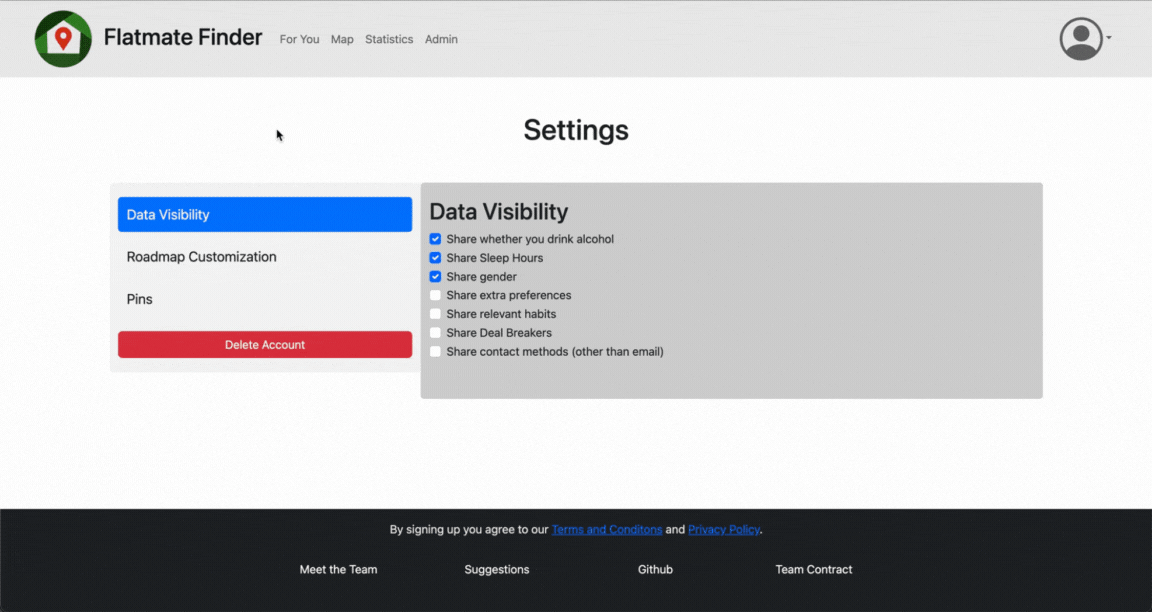 Flatmate Finder For You Map Statistics Admin
Settings
Data Visibility
Roadmap Customization
Pins
Delete Account
Data Visibility
Share whether you drink alcohol
Share Sleep Hours
Share gender
Share extra preferences
Share relevant habits
Share Deal Breakers
Share contact methods (other than email)
By signing up you agree to our Terms and Conditons and Privacy Policy.
Meet the Team Suggestions Github Team Contract